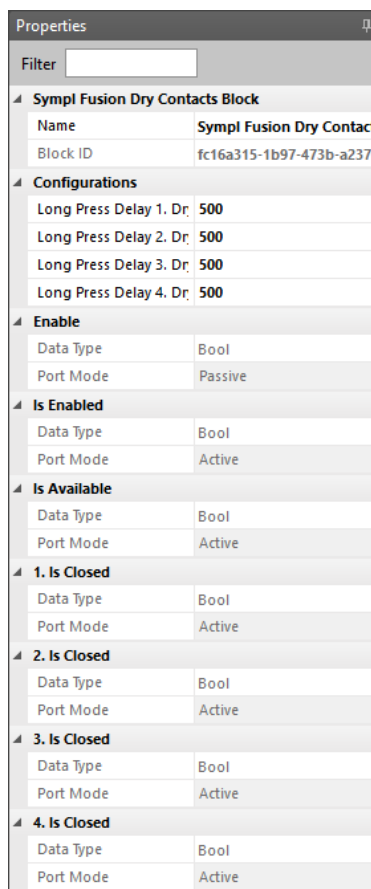 Properties
Filter
Sympl Fusion Dry Contacts Block
Name Sympl Fusion Dry Contact
Block ID fc16a315-1b97-473b-a237
Configurations
Long Press Delay 1. Dr 500
Long Press Delay 2. Dr 500
Long Press Delay 3. Dr 500
Long Press Delay 4. Dr 500
Enable
Data Type Bool
Port Mode Passive
Is Enabled
Data Type Bool
Port Mode Active
Is Available
Data Type Bool
Port Mode Active
1. Is Closed
Data Type Bool
Port Mode Active
2. Is Closed
Data Type Bool
Port Mode Active
3. Is Closed
Data Type Bool
Port Mode Active
4. Is Closed
Data Type Bool
Port Mode Active